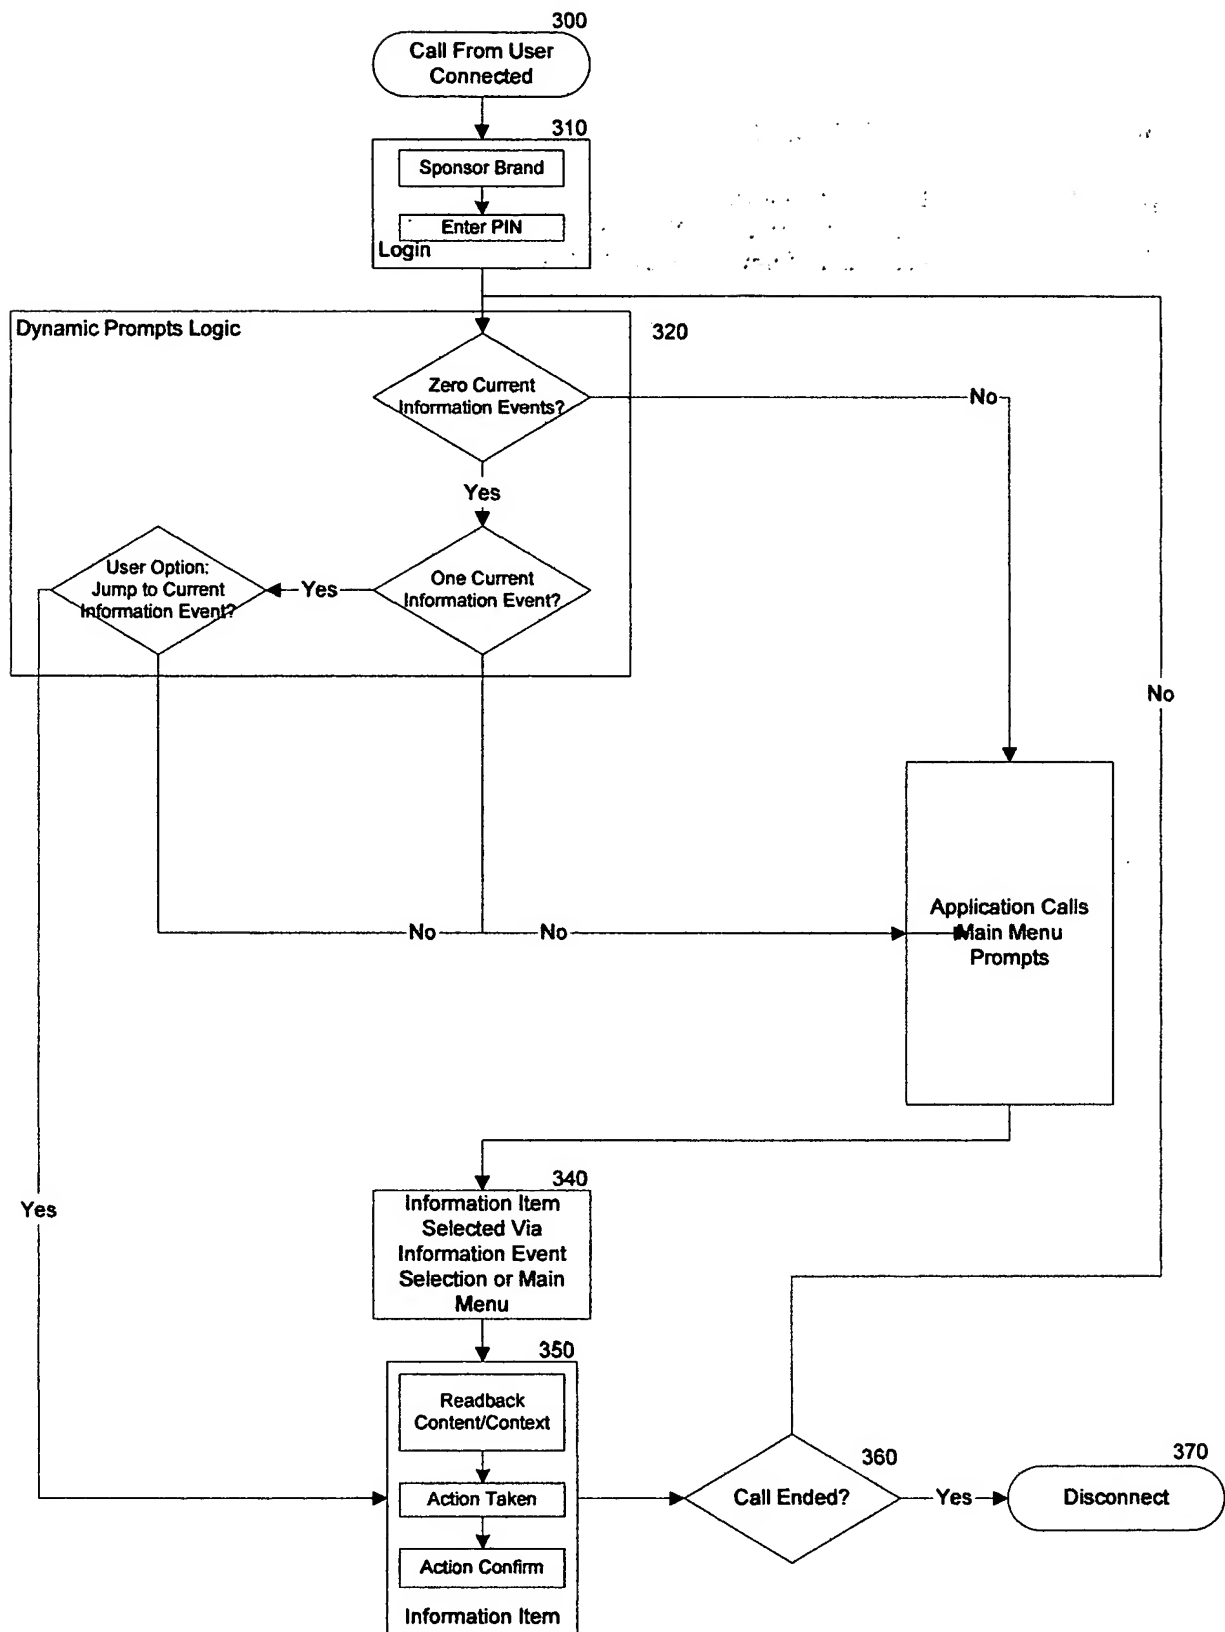 300
Call From User
Connected
310
Sponsor Brand
Enter PIN
Login
Dynamic Prompts Logic
320
Zero Current
Information Events?
No
Yes
User Option:
Jump to Current
Information Event?
Yes
One Current
Information Event?
No
No
No
Application Calls
Main Menu
Prompts
340
Yes
Information Item
Selected Via
Information Event
Selection or Main
Menu
350
Readback
Content/Context
360
370
Action Taken
Call Ended?
Yes
Disconnect
Action Confirm
Information Item